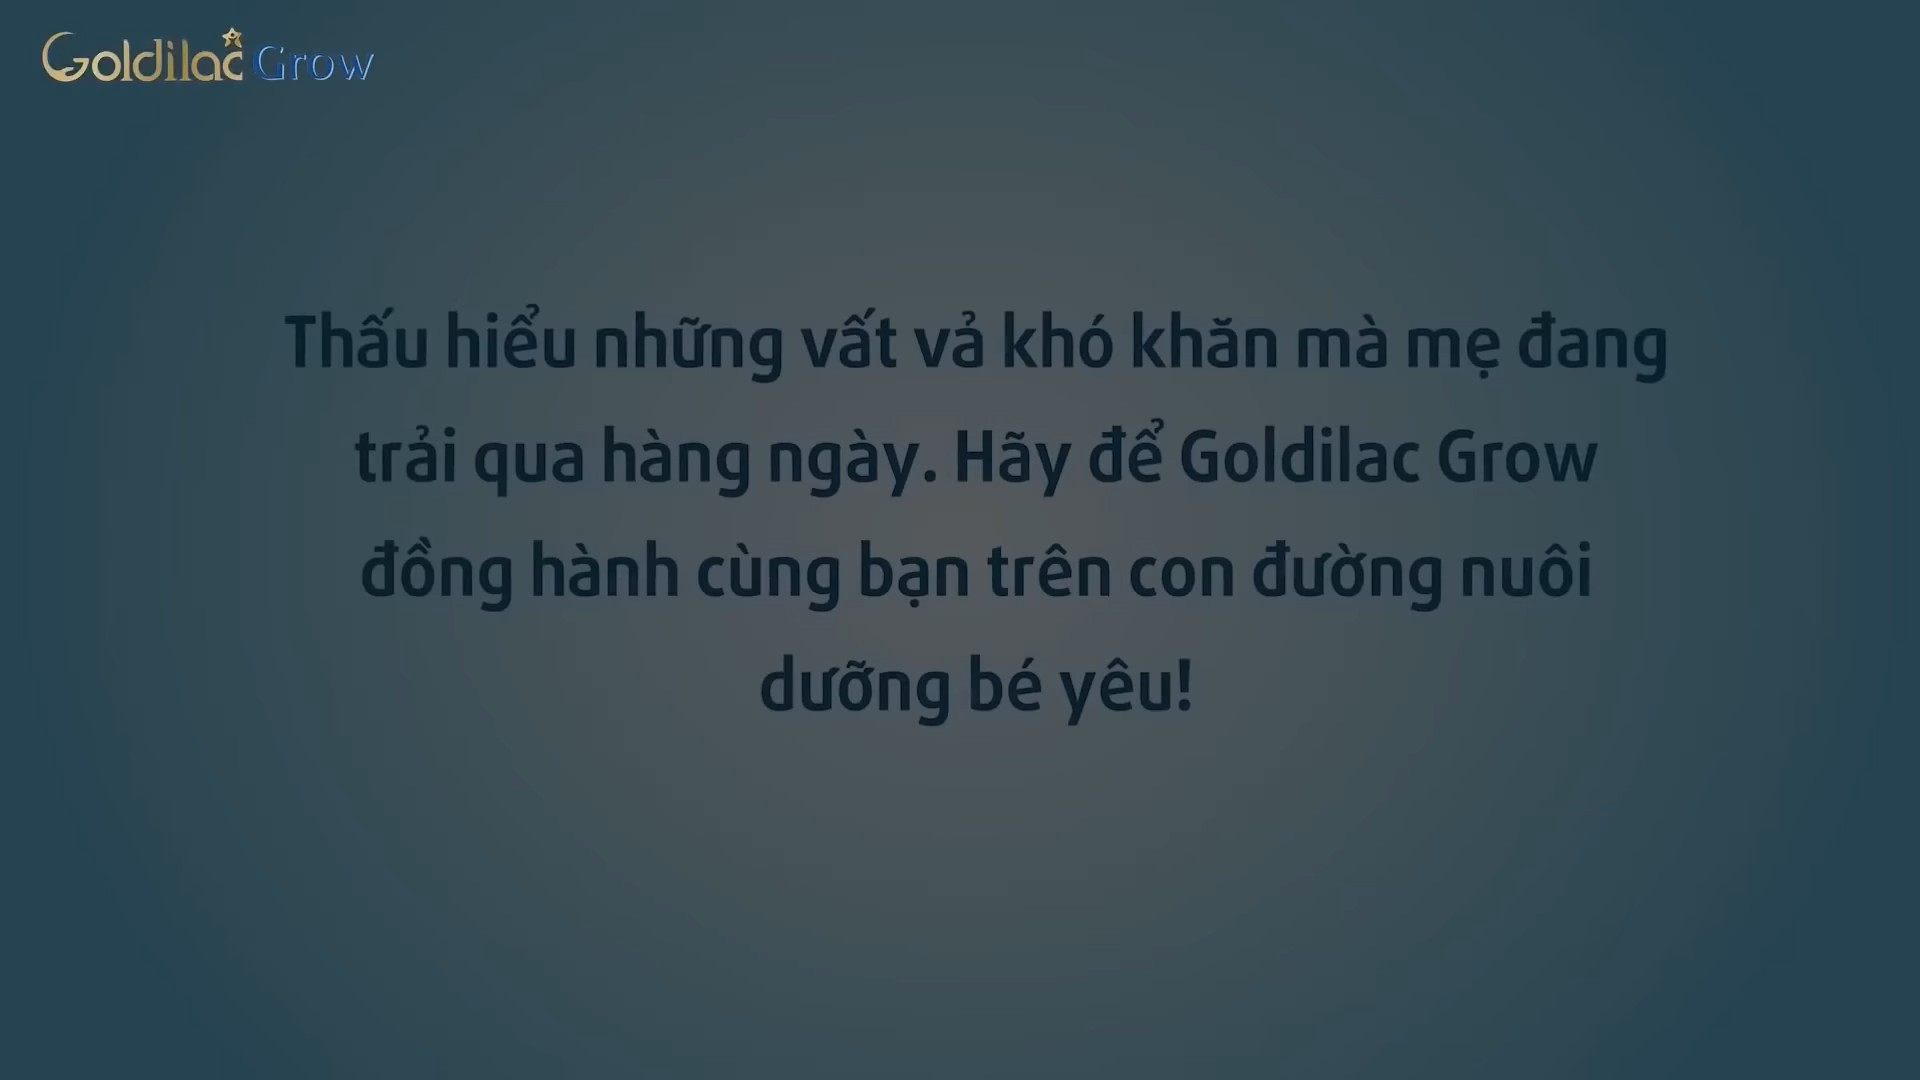 Goldilac Grow
Thấu hiểu những vất vả khó khăn mà mẹ đang
trải qua hàng ngày. Hãy để Goldilac Grow
đồng hành cùng bạn trên con đường nuôi
dưỡng bé yêu!